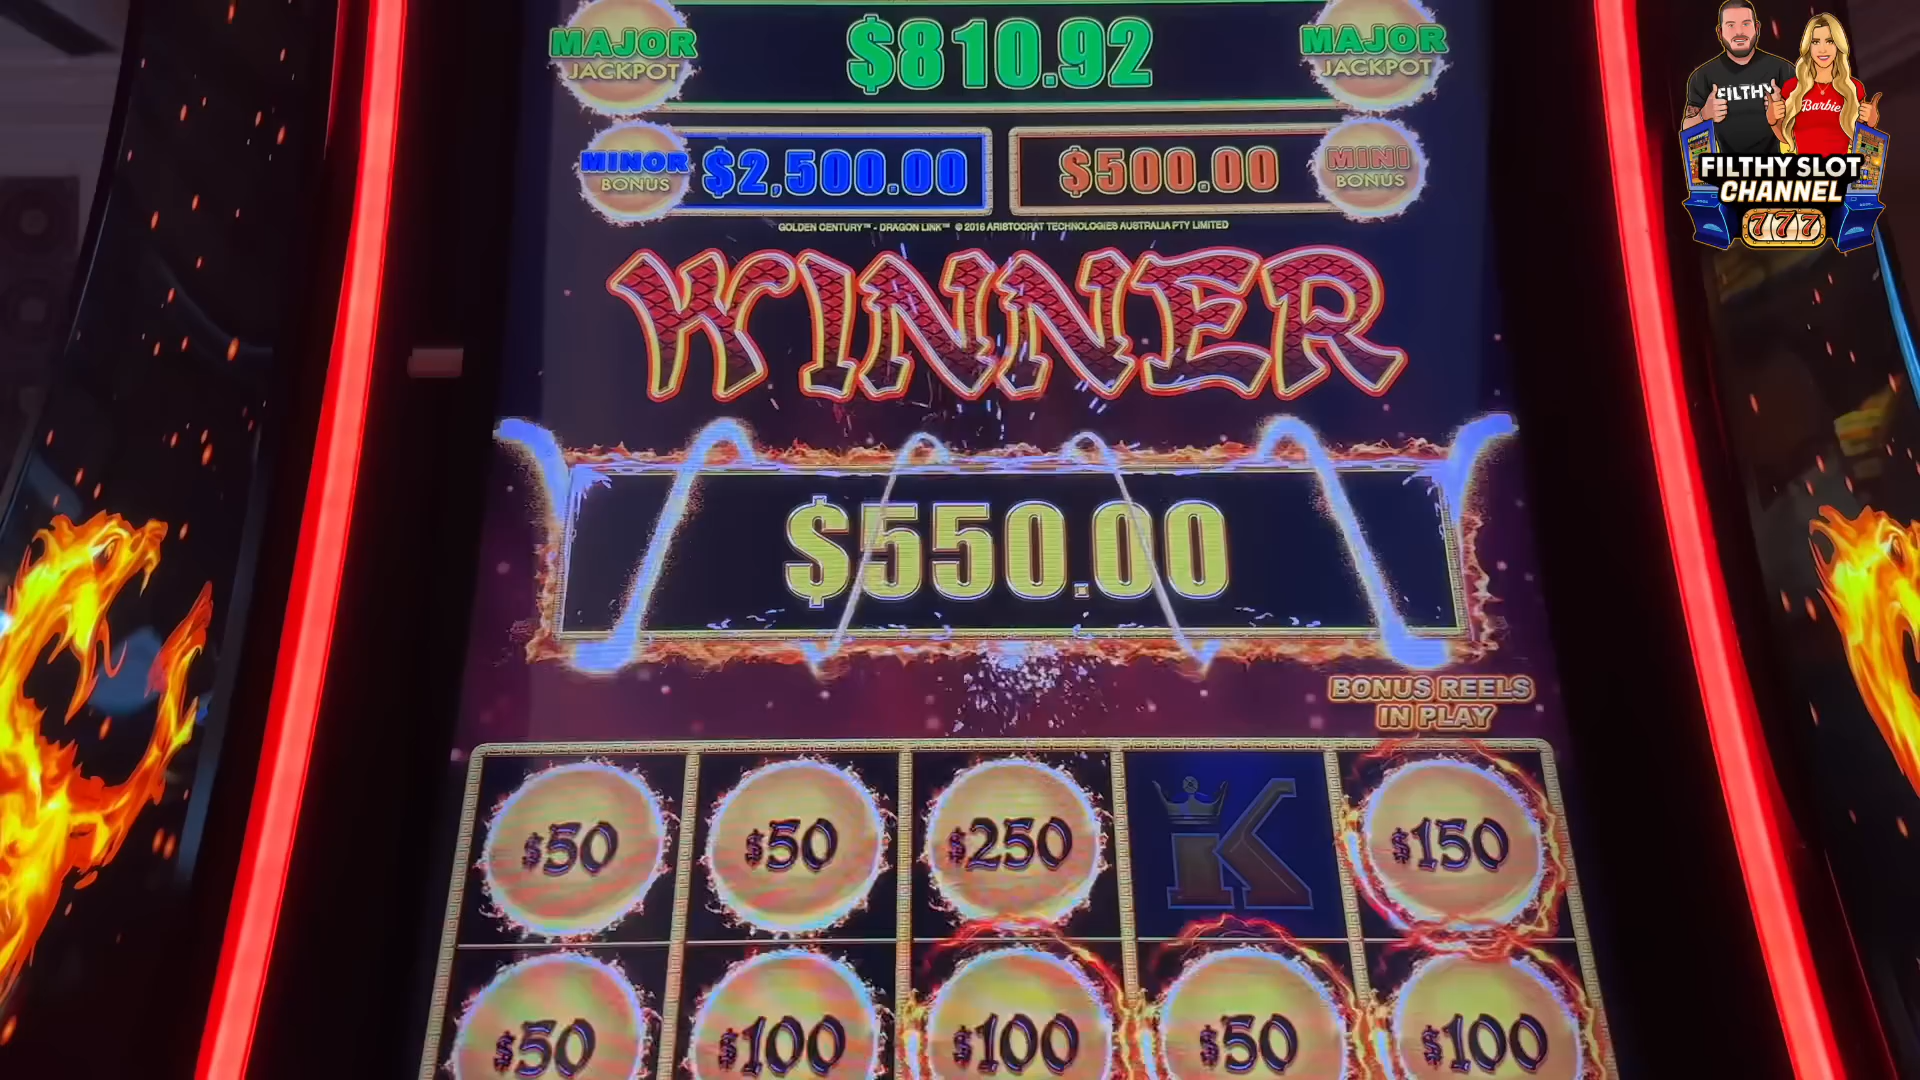 MAJOR
JACKPOT
$810.92
MAJOR
JACKPOT
MINOR
BONUS
$2,500.00
$500.00
MINI
BONUS
GOLDEN CENTURY™ - DRAGON LINK™ © 2016 ARISTOCRAT TECHNOLOGIES AUSTRALIA PTY LIMITED
FILTHY
Barbie
FILTHY SLOT
CHANNEL
777
WINNER
$550.00
BONUS REELS
IN PLAY
$50
$50
$250
K
$150
$50
$100
$100
$50
$100